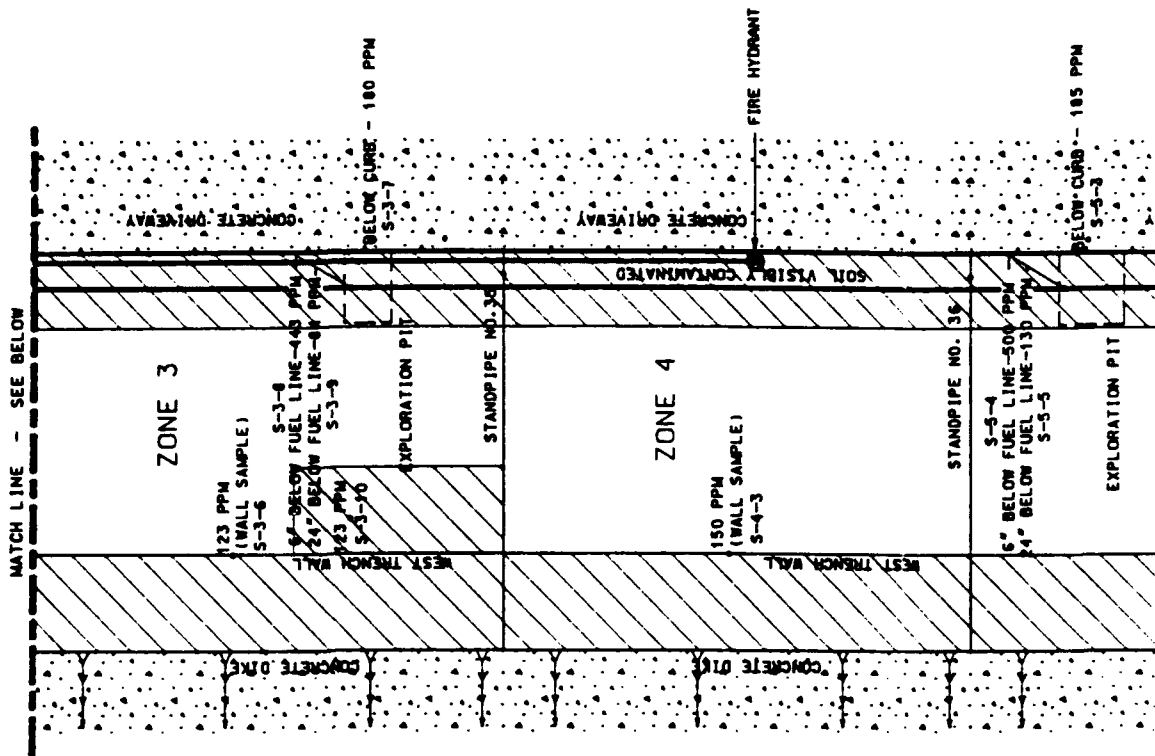 MATCH LINE - SEE BELOW
CONCRETE DRIVEWAY
CONCRETE DRIVEWAY
BELOW CURB - 180 PPM
S-3-7
FIRE HYDRANT
BELOW CURB - 185 PPM
S-5-3
SOIL VISIBLY CONTAMINATED
ZONE 3
123 PPM
(WALL SAMPLE)
S-3-6
S-3-8
6" BELOW FUEL LINE-443 PPM
24" BELOW FUEL LINE- PPM
S-3-9
123 PPM
S-3-10
EXPLORATION PIT
STANDPIPE NO.
WEST TRENCH WALL
ZONE 4
150 PPM
(WALL SAMPLE)
S-4-3
WEST TRENCH WALL
STANDPIPE NO. 36
S-5-4
6" BELOW FUEL LINE-500 PPM
24" BELOW FUEL LINE-130 PPM
S-5-5
EXPLORATION PIT
CONCRETE DIKE
CONCRETE DIKE